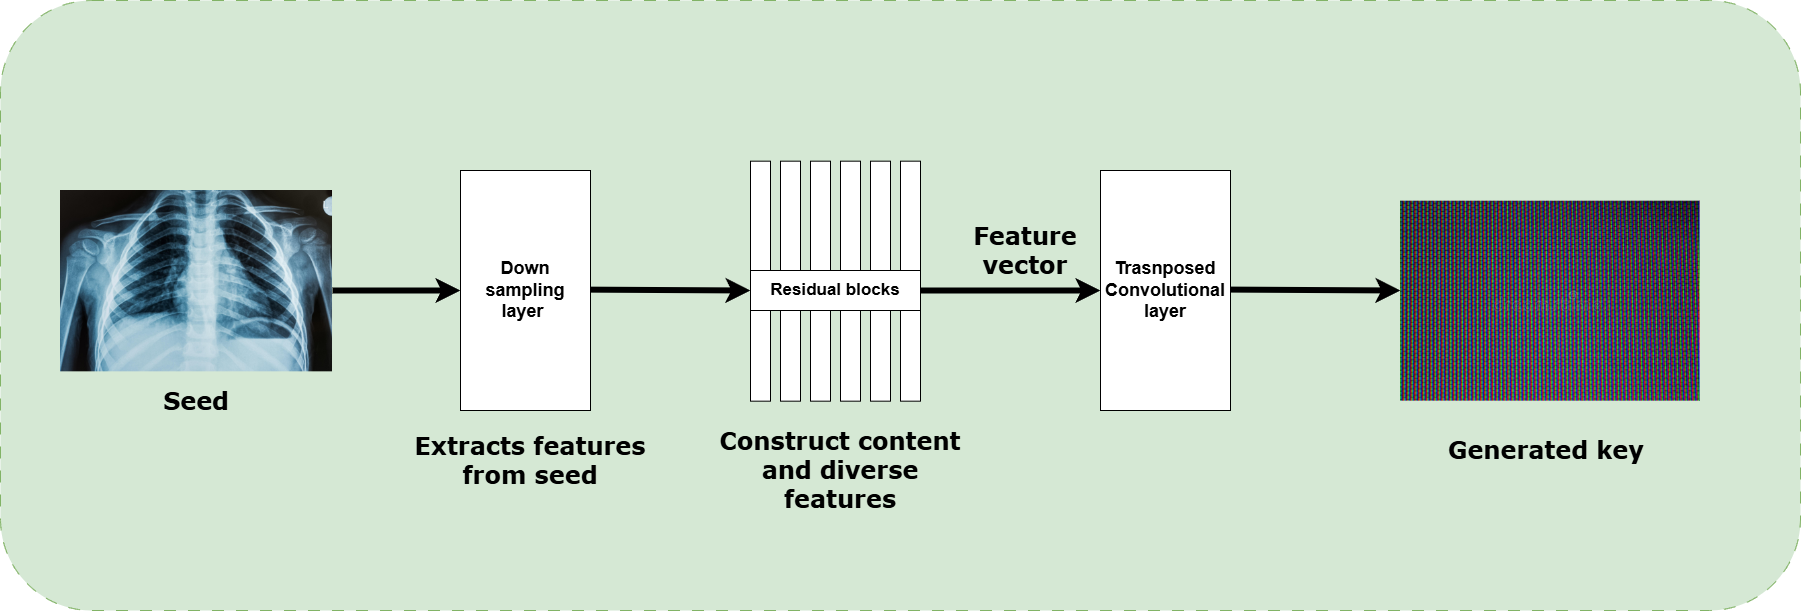 Seed
Down
sampling
layer
Extracts features
from seed
Residual blocks
Construct content
and diverse
features
Feature
vector
Trasnposed
Convolutional
layer
Generated key